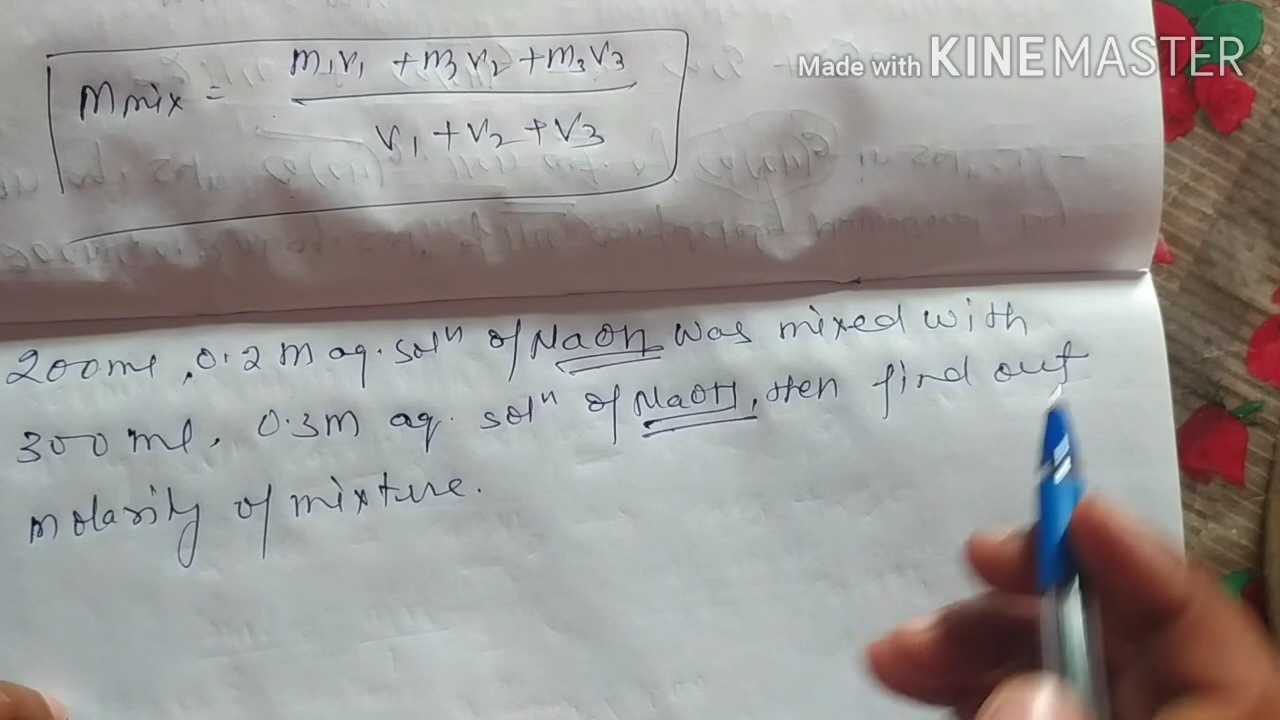 Made with KINEMASTER
Mmix = M1V1 + M2V2 + M3V3
V1 + V2 + V3
200ml, 0.2 M aq. solⁿ of NaOH was mixed with
300 ml, 0.3M aq. solⁿ of NaOH, then find out
molarity of mixture.